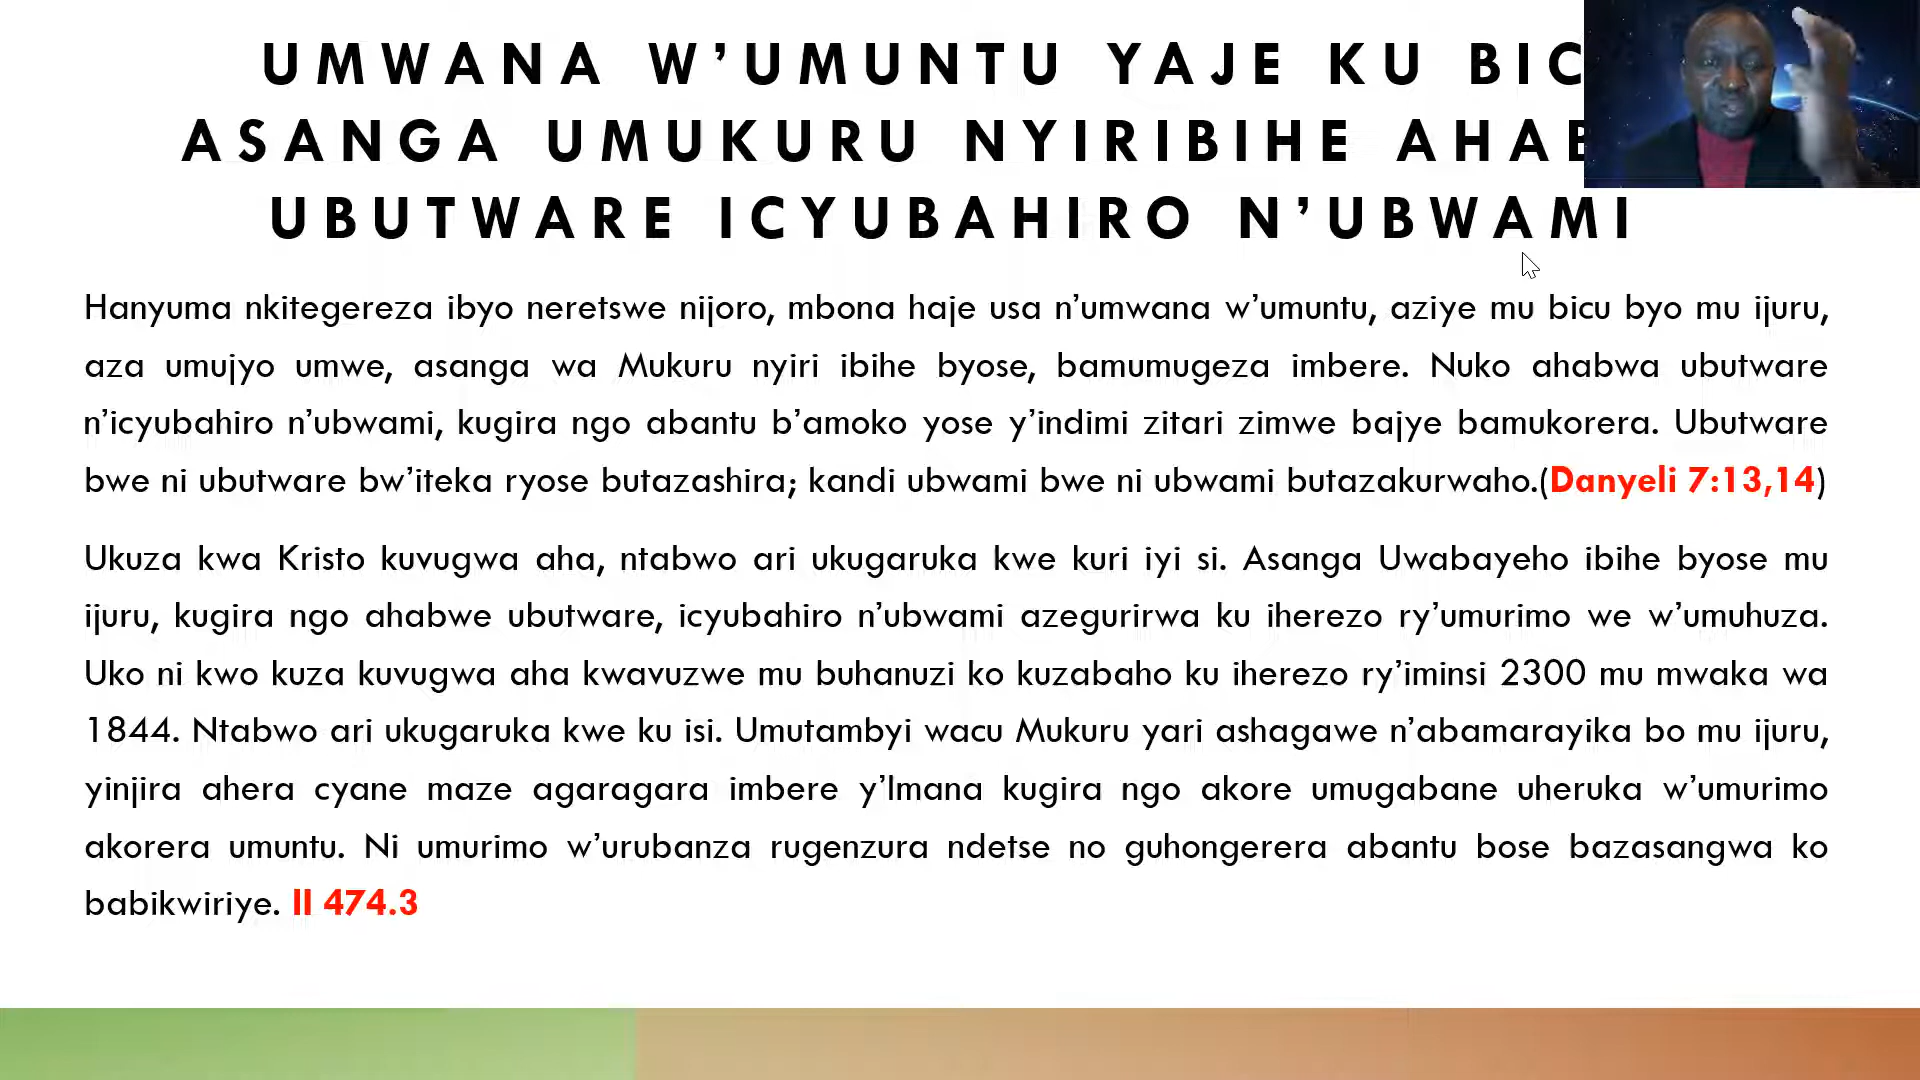 UMWANA W’UMUNTU YAJE KU
ASANGA UMUKURU NYIRIBIHE
UBUTWARE ICYUBAHIRO N’UBWAMI
Hanyuma nkitegereza ibyo neretswe nijoro, mbona haje usa n’umwana w’umuntu, aziye mu bicu byo mu ijuru,
aza umujyo umwe, asanga wa Mukuru nyiri ibihe byose, bamumugeza imbere. Nuko ahabwa ubutware
n’icyubahiro n’ubwami, kugira ngo abantu b’amoko yose y’indimi zitari zimwe bajye bamukorera. Ubutware
bwe ni ubutware bw’iteka ryose butazashira; kandi ubwami bwe ni ubwami butazakurwaho.(Danyeli 7:13,14)
Ukuza kwa Kristo kuvugwa aha, ntabwo ari ukugaruka kwe kuri iyi si. Asanga Uwabayeho ibihe byose mu
ijuru, kugira ngo ahabwe ubutware, icyubahiro n’ubwami azegurirwa ku iherezo ry’umurimo we w’umuhuza.
Uko ni kwo kuza kuvugwa aha kwavuzwe mu buhanuzi ko kuzabaho ku iherezo ry’iminsi 2300 mu mwaka wa
1844. Ntabwo ari ukugaruka kwe ku isi. Umutambyi wacu Mukuru yari ashagawe n’abamarayika bo mu ijuru,
yinjira ahera cyane maze agaragara imbere y’Imana kugira ngo akore umugabane uheruka w’umurimo
akorera umuntu. Ni umurimo w’urubanza rugenzura ndetse no guhongerera abantu bose bazasangwa ko
babikwiriye. II 474.3